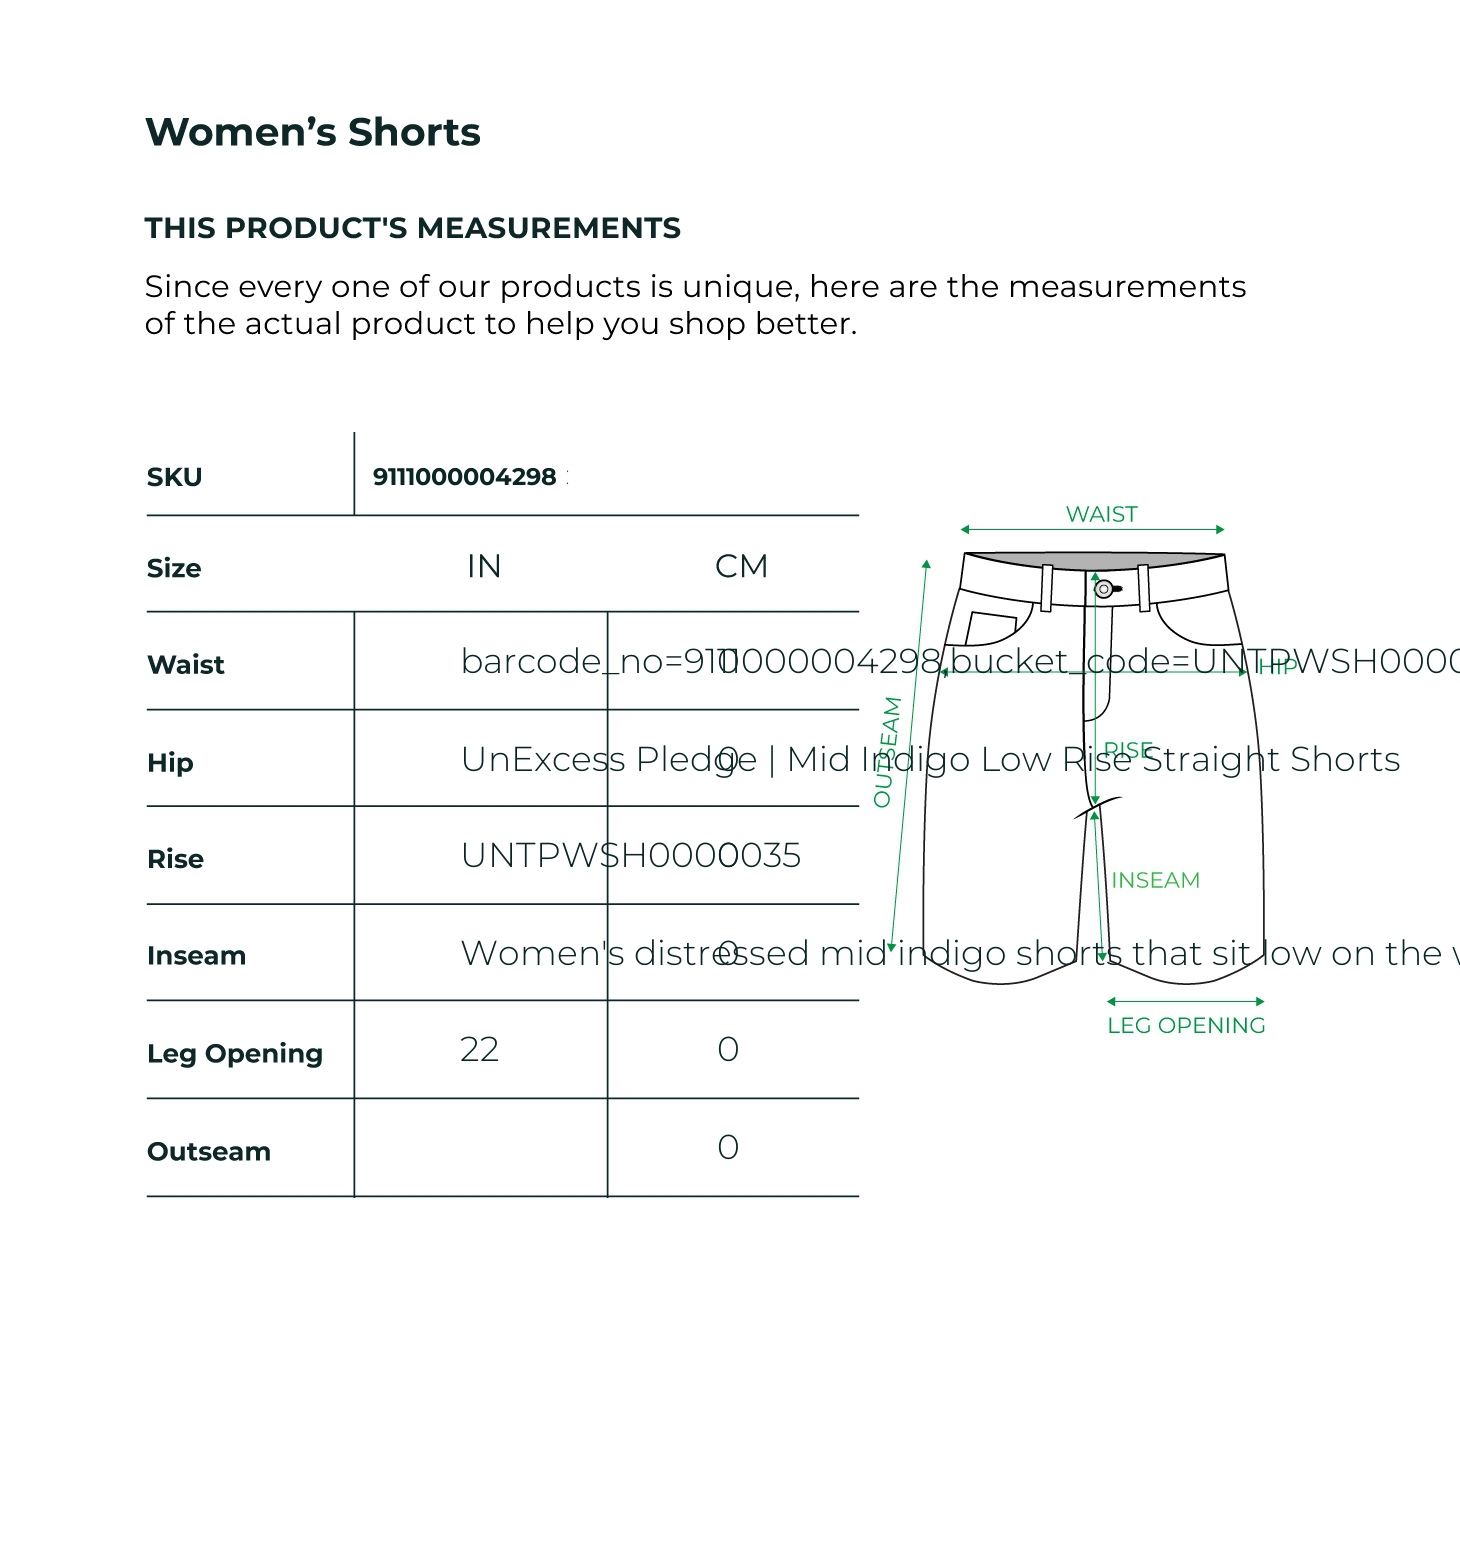 Women’s Shorts
THIS PRODUCT'S MEASUREMENTS
Since every one of our products is unique, here are the measurements
of the actual product to help you shop better.
SKU 9111000004298 :
Size IN CM
Waist barcode_no=9111000004298,bucket_code=UNTPWSH0000 0
Hip UnExcess Pledge | Mid Indigo Low Rise Straight Shorts 0
Rise UNTPWSH0000035 0
Inseam Women's distressed mid indigo shorts that sit low on the 0
Leg Opening 22 0
Outseam 0
WAIST
HIP
OUTSEAM
RISE
INSEAM
LEG OPENING